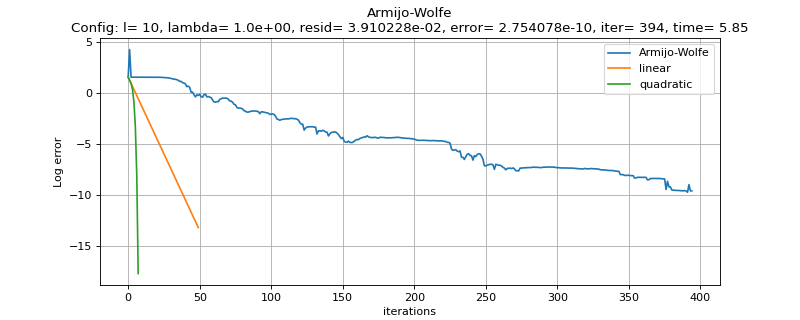 Armijo-Wolfe
Config: l= 10, lambda= 1.0e+00, resid= 3.910228e-02, error= 2.754078e-10, iter= 394, time= 5.85
5
0
−5
−10
−15
Log error
Armijo-Wolfe
linear
quadratic
0 50 100 150 200 250 300 350 400
iterations